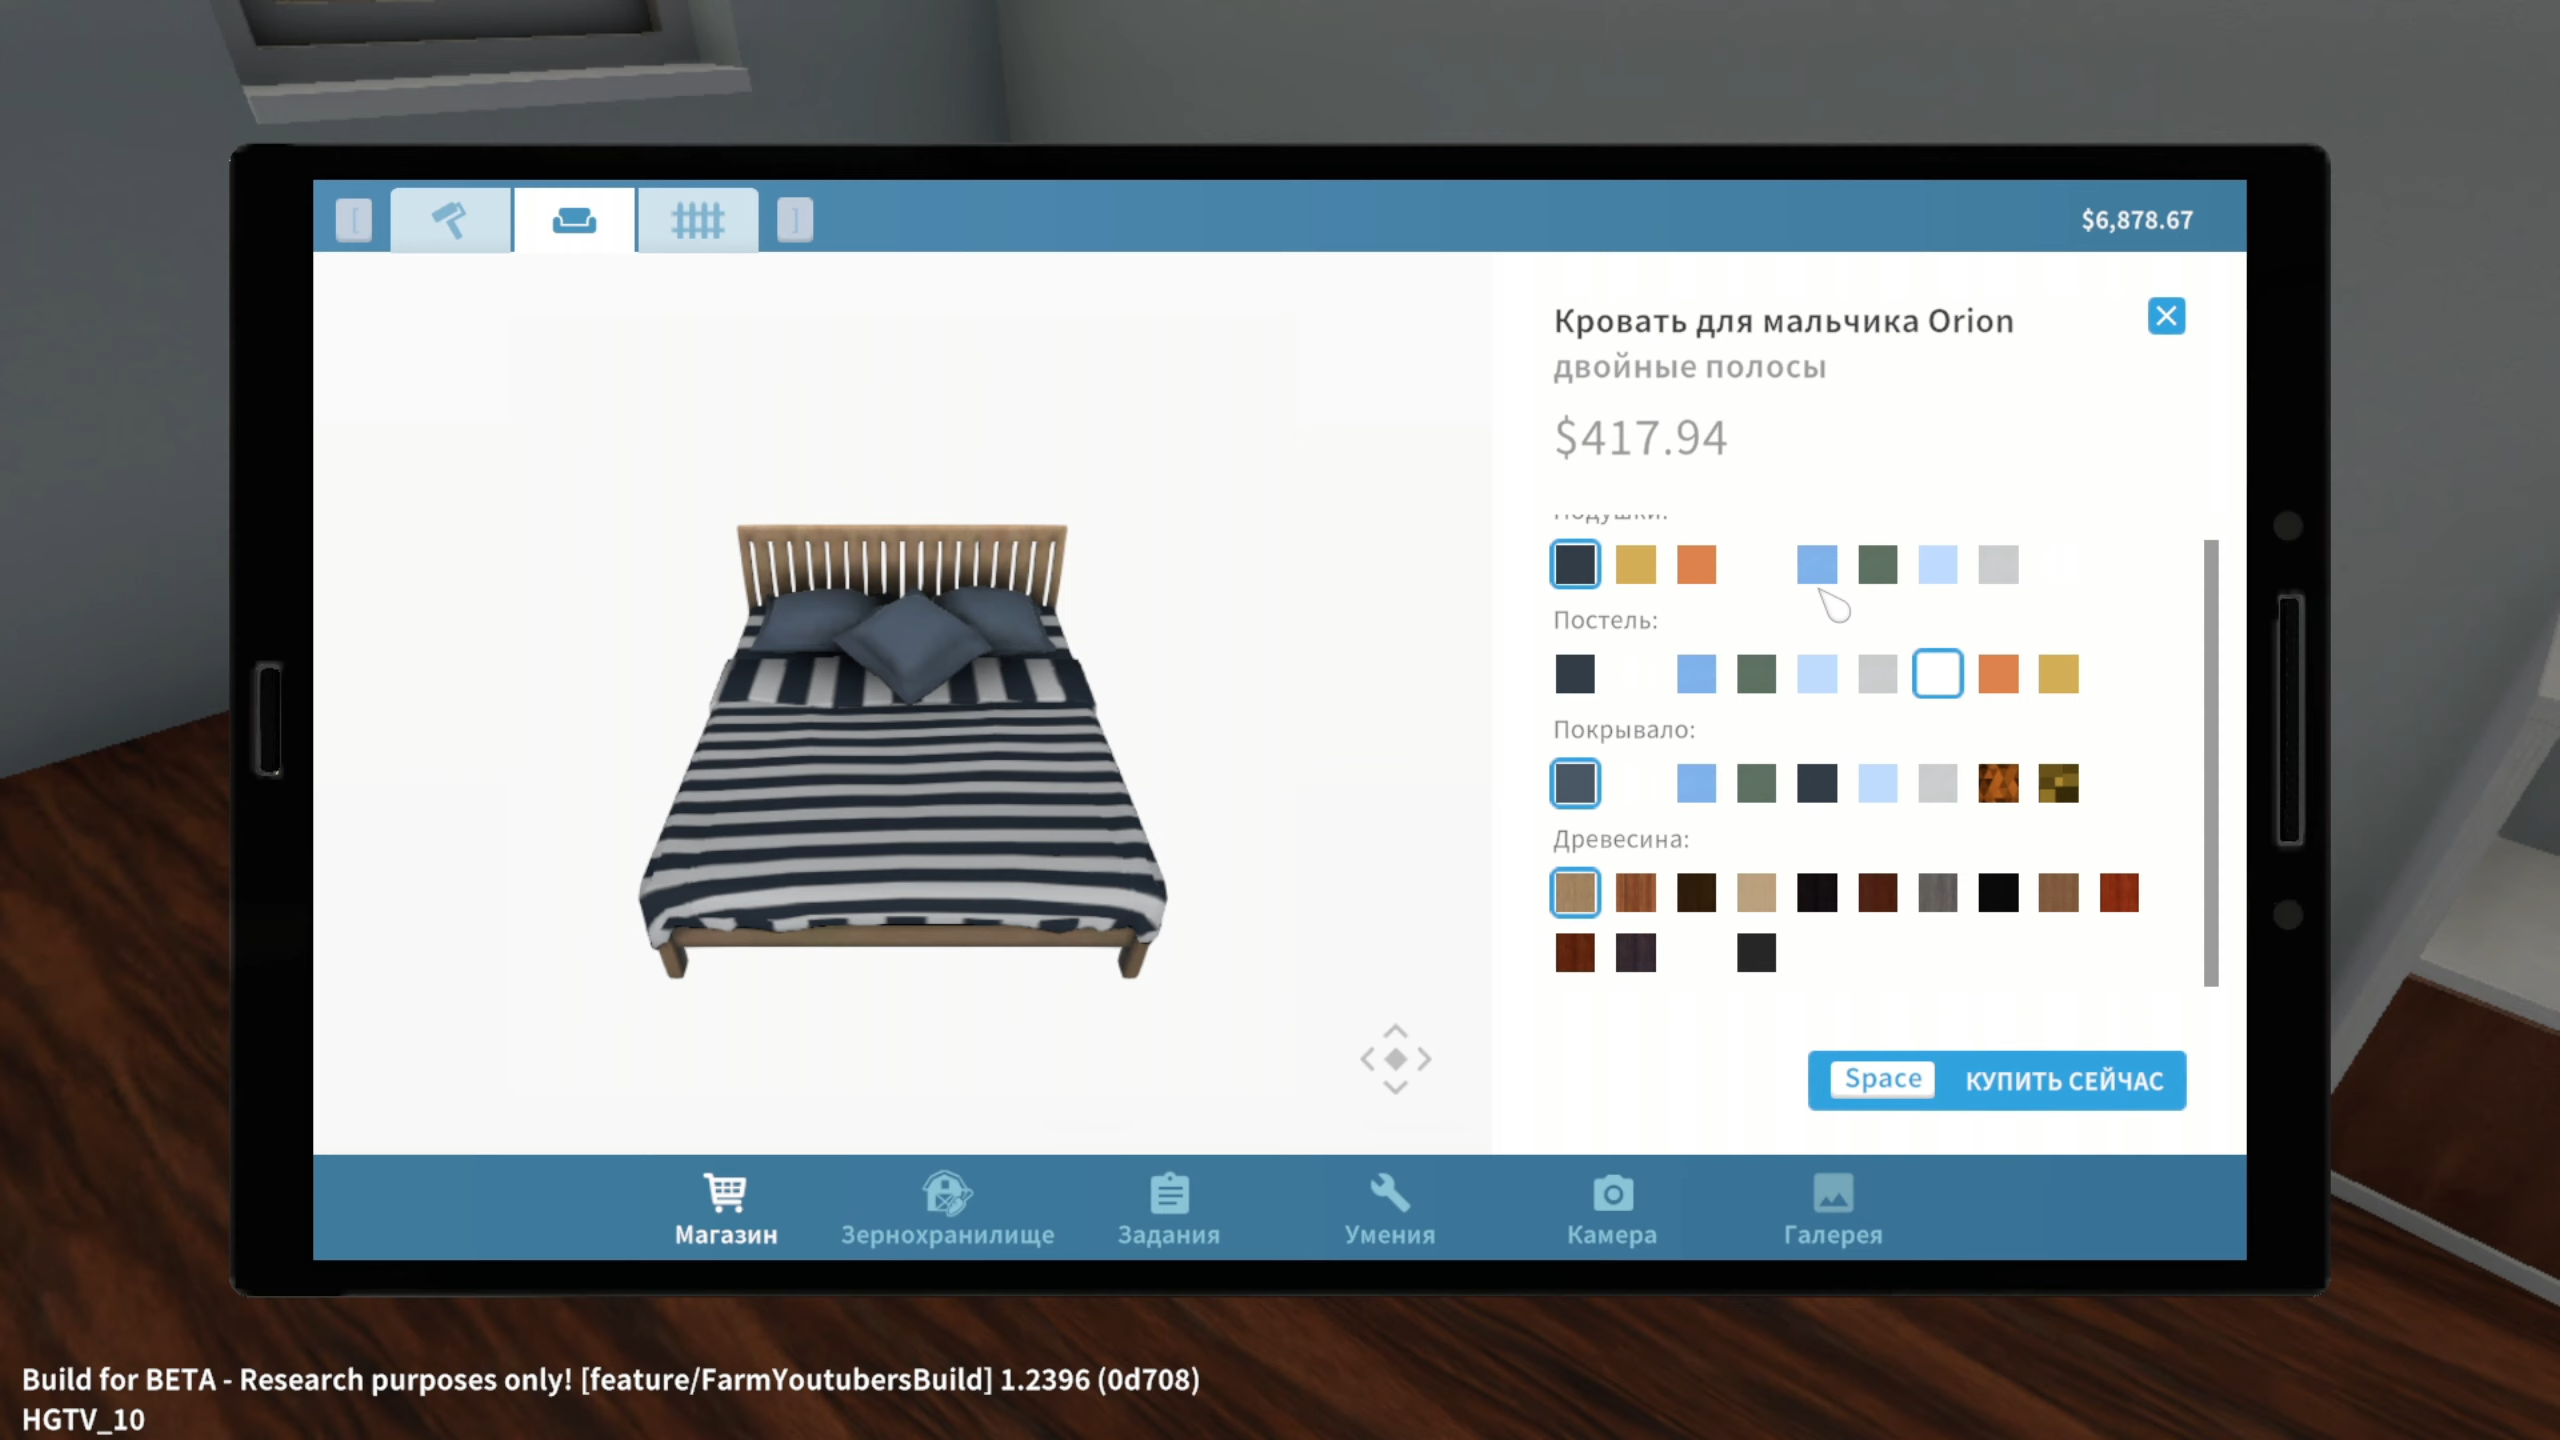 [
]
$6,878.67
Кровать для мальчика Orion
двойные полосы
$417.94
Подушки:
Постель:
Покрывало:
Древесина:
Space КУПИТЬ СЕЙЧАС
Магазин Зернохранилище Задания Умения Камера Галерея
Build for BETA - Research purposes only! [feature/FarmYoutubersBuild] 1.2396 (0d708)
HGTV_10